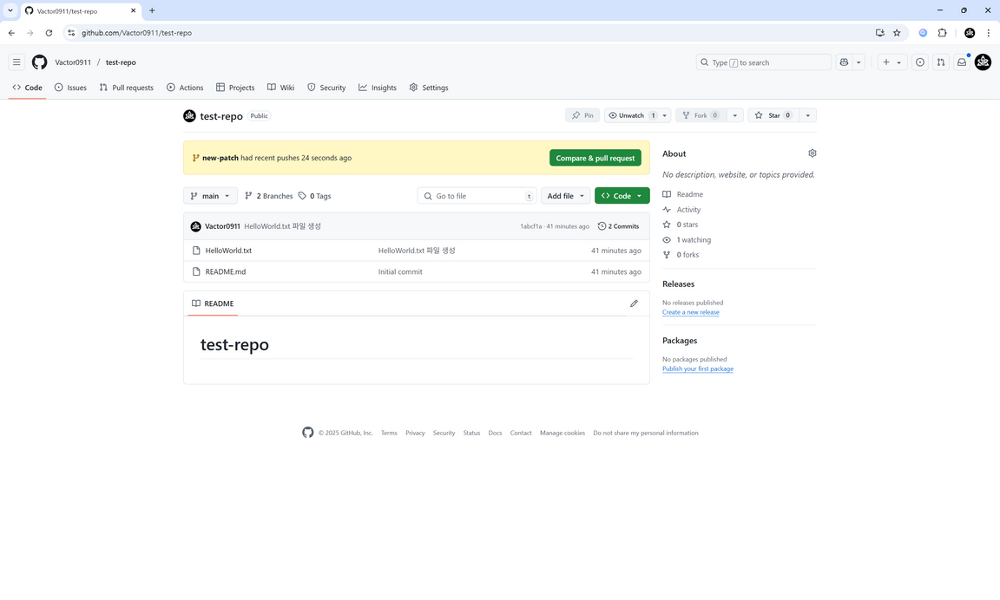 Vactor0911/test-repo
github.com/Vactor0911/test-repo
Vactor0911 / test-repo
Type / to search
Code Issues Pull requests Actions Projects Wiki Security Insights Settings
test-repo Public
Pin Unwatch 1 Fork 0 Star 0
new-patch had recent pushes 24 seconds ago
Compare & pull request
main 2 Branches 0 Tags
Go to file t
Add file
Code
Vactor0911 HelloWorld.txt 파일 생성 1abcf1a · 41 minutes ago 2 Commits
HelloWorld.txt HelloWorld.txt 파일 생성 41 minutes ago
README.md Initial commit 41 minutes ago
README
test-repo
About
No description, website, or topics provided.
Readme
Activity
0 stars
1 watching
0 forks
Releases
No releases published
Create a new release
Packages
No packages published
Publish your first package
© 2025 GitHub, Inc. Terms Privacy Security Status Docs Contact Manage cookies Do not share my personal information